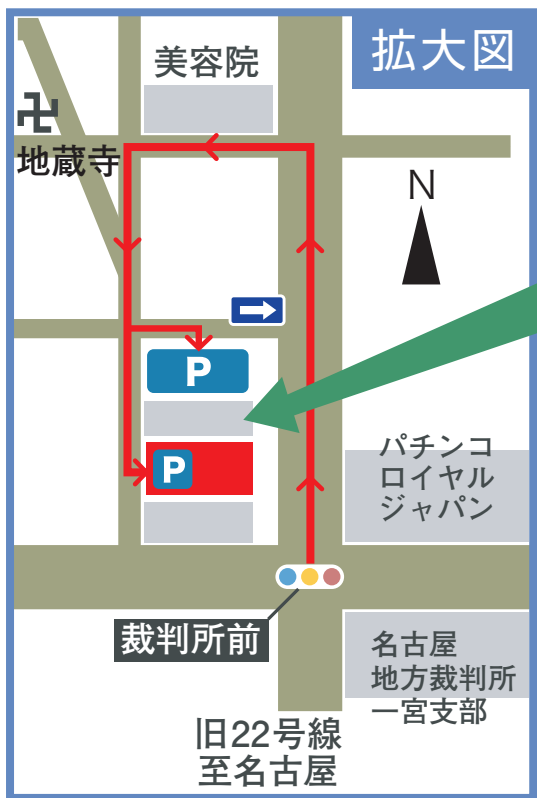 拡大図
美容院
卍
地蔵寺
N
P
P
パチンコ
ロイヤル
ジャパン
裁判所前
名古屋
地方裁判所
一宮支部
旧22号線
至名古屋